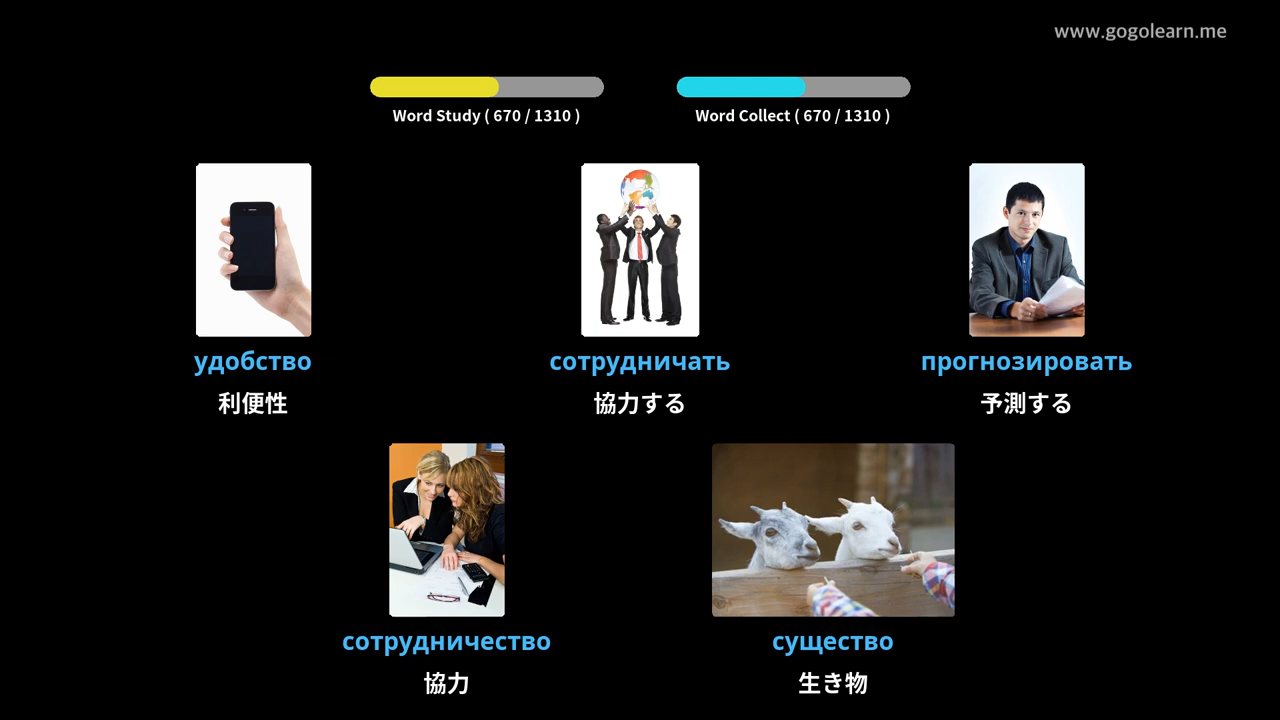 www.gogolearn.me
Word Study ( 670 / 1310 )
Word Collect ( 670 / 1310 )
удобство
сотрудничать
прогнозировать
利便性
協力する
予測する
сотрудничество
существо
協力
生き物